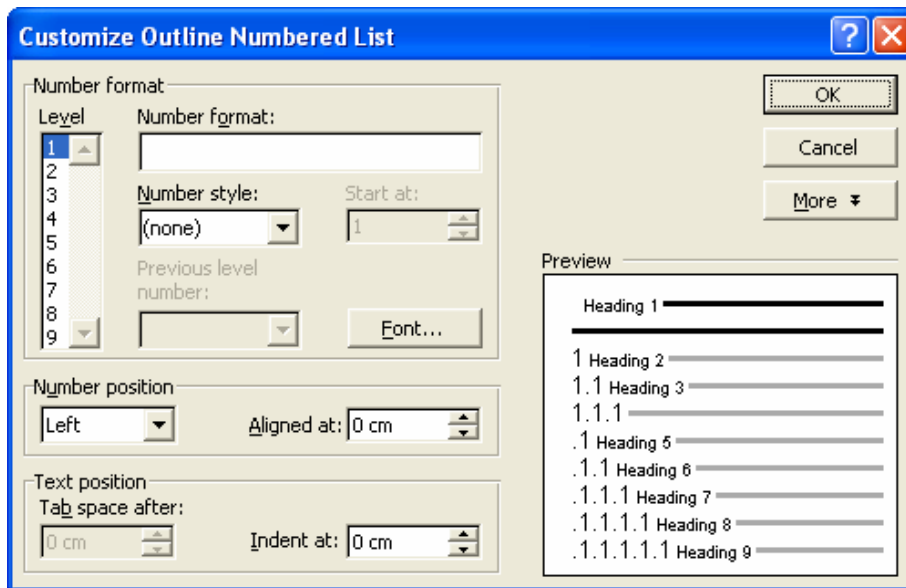 Customize Outline Numbered List
Number format
Level
Number format:
1
2
3
4
5
6
7
8
9
Number style:
Start at:
(none)
1
Previous level
number:
Font...
Number position
Left
Aligned at: 0 cm
Text position
Tab space after:
0 cm
Indent at: 0 cm
OK
Cancel
More
Preview
Heading 1
1 Heading 2
1.1 Heading 3
1.1.1
.1 Heading 5
.1.1 Heading 6
.1.1.1 Heading 7
.1.1.1.1 Heading 8
.1.1.1.1.1 Heading 9